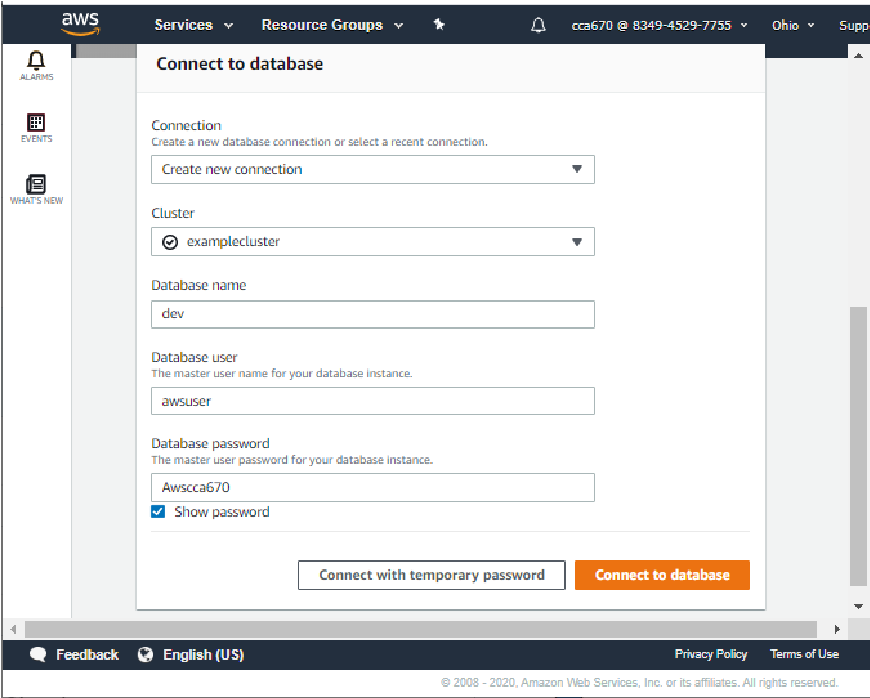 aws
Services
Resource Groups
cca670 @ 8349-4529-7755
Ohio
Supp
ALARMS
EVENTS
WHAT'S NEW
Connect to database
Connection
Create a new database connection or select a recent connection.
Create new connection
Cluster
examplecluster
Database name
dev
Database user
The master user name for your database instance.
awsuser
Database password
The master user password for your database instance.
Awscca670
Show password
Connect with temporary password
Connect to database
Feedback
English (US)
Privacy Policy
Terms of Use
© 2008 - 2020, Amazon Web Services, Inc. or its affiliates. All rights reserved.